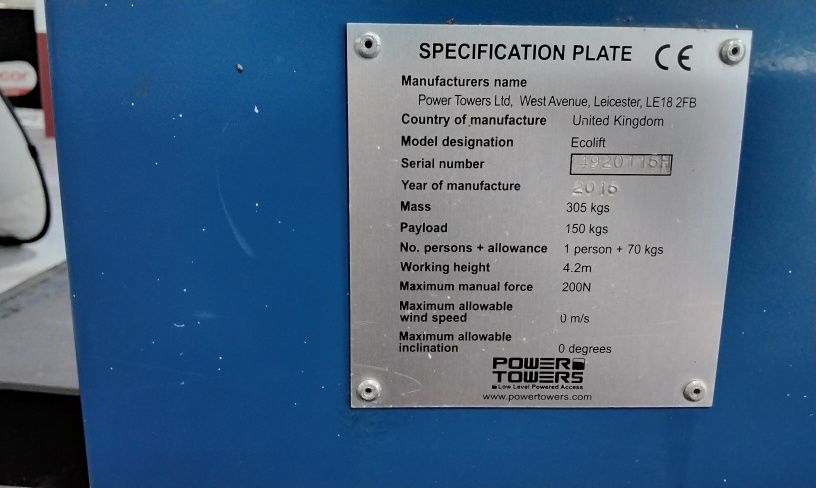 SPECIFICATION PLATE CE
Manufacturers name
Power Towers Ltd, West Avenue, Leicester, LE18 2FB
Country of manufacture United Kingdom
Model designation Ecolift
Serial number
Year of manufacture 2016
Mass 305 kgs
Payload 150 kgs
No. persons + allowance 1 person + 70 kgs
Working height 4.2m
Maximum manual force 200N
Maximum allowable
wind speed 0 m/s
Maximum allowable
inclination 0 degrees
POWER
TOWERS
Low Level Powered Access
www.powertowers.com